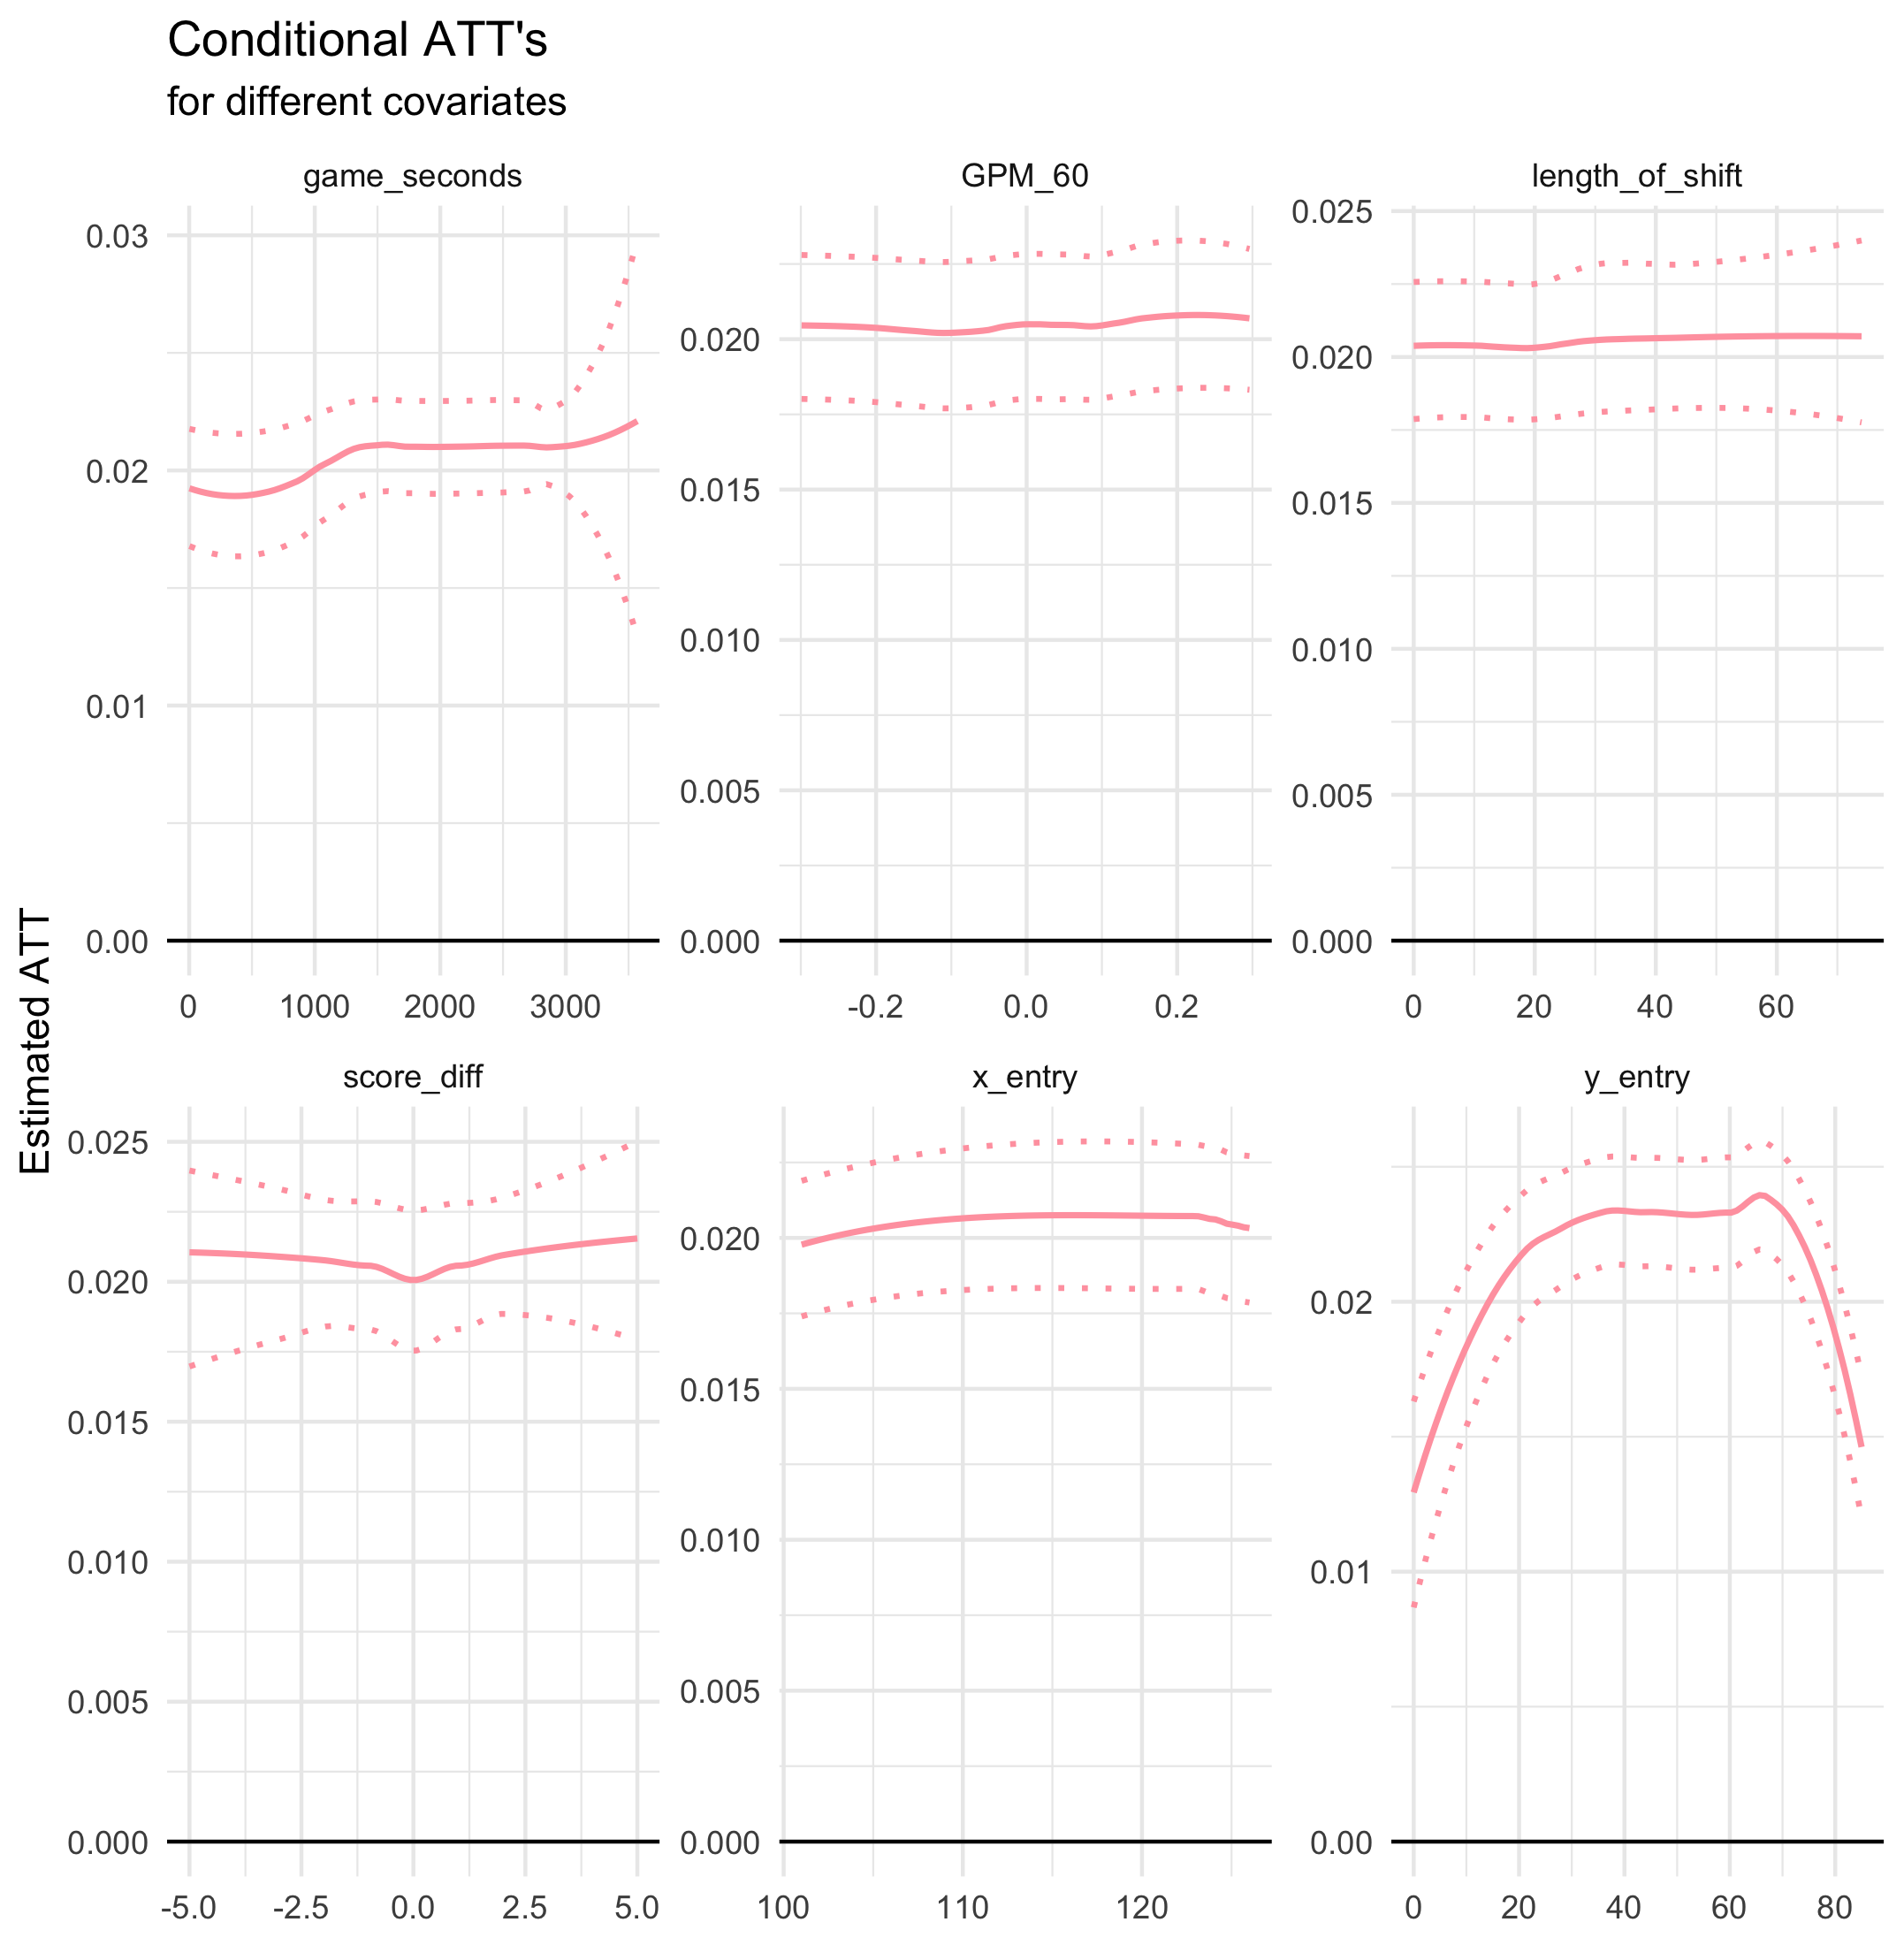 Conditional ATT's
for different covariates
Estimated ATT
game_seconds
0.03
0.02
0.01
0.00
0 1000 2000 3000
GPM_60
0.020
0.015
0.010
0.005
0.000
-0.2 0.0 0.2
length_of_shift
0.025
0.020
0.015
0.010
0.005
0.000
0 20 40 60
score_diff
0.025
0.020
0.015
0.010
0.005
0.000
-5.0 -2.5 0.0 2.5 5.0
x_entry
0.020
0.015
0.010
0.005
0.000
100 110 120
y_entry
0.02
0.01
0.00
0 20 40 60 80